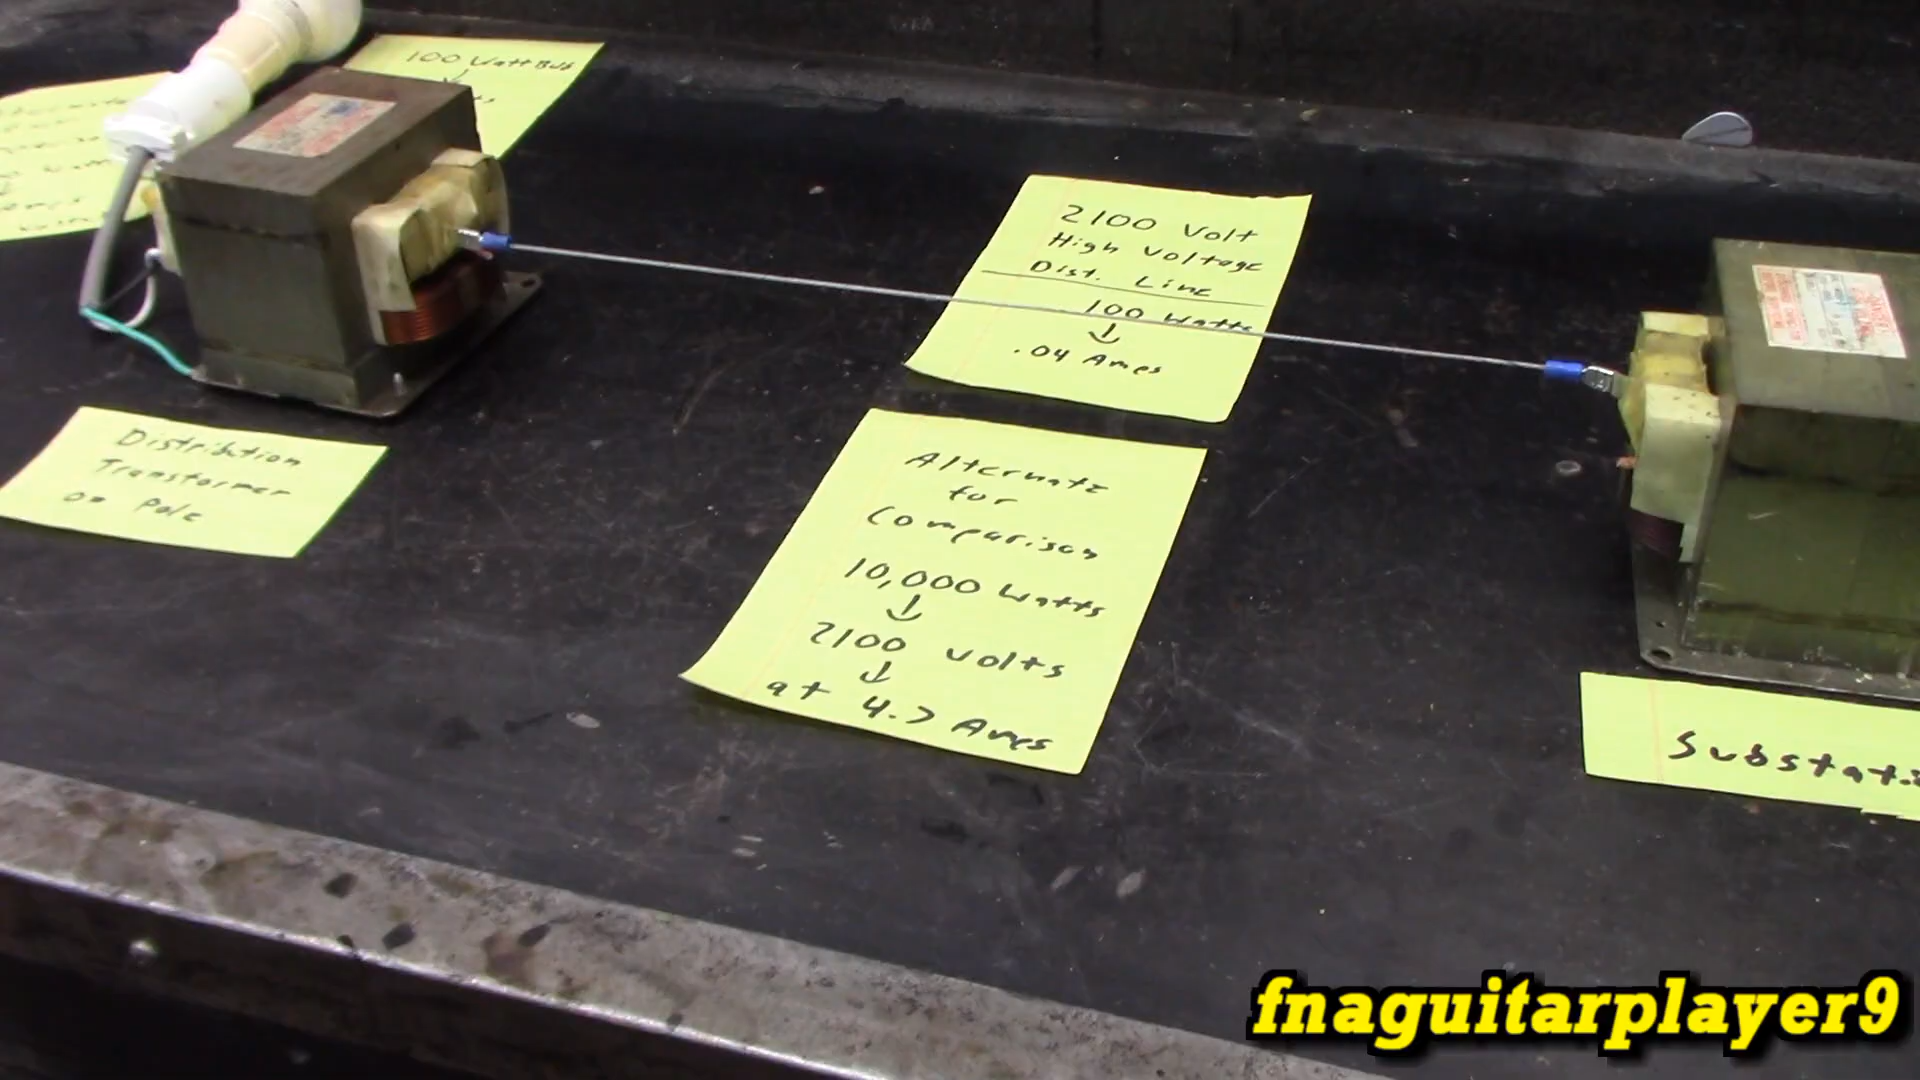 100 Watt Bulb
2100 Volt
High Voltage
Dist. Line
100 Watts
.04 Amps
Distribution
Transformer
on Pole
Alternate
for
Comparison
10,000 Watts
2100 volts
at 4.7 Amps
fnaguitarplayer9